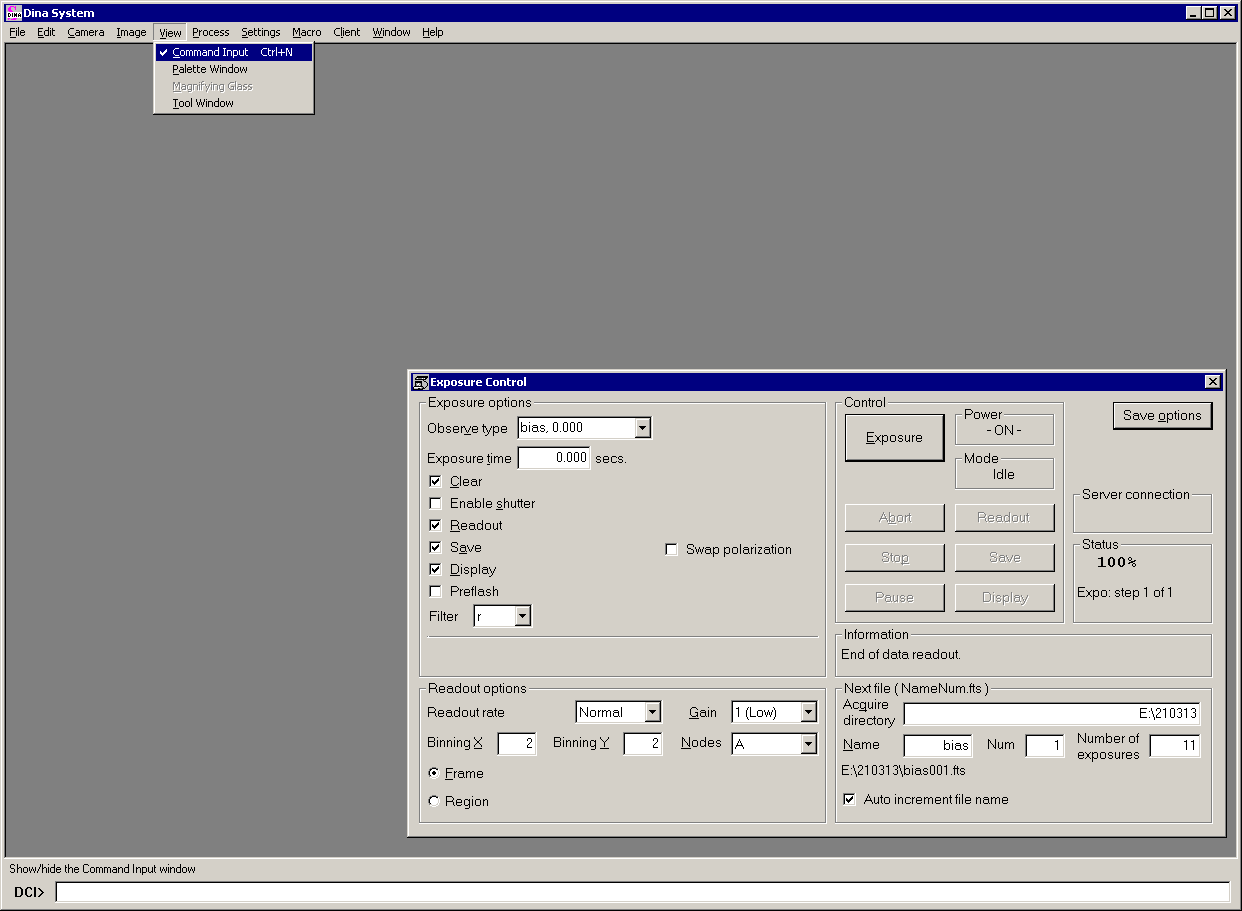 Dina System
File Edit Camera Image View Process Settings Macro Client Window Help
Command Input Ctrl+N
Palette Window
Magnifying Glass
Tool Window
Exposure Control
Exposure options
Observe type bias, 0.000
Exposure time 0.000 secs.
Clear
Enable shutter
Readout
Save
Swap polarization
Display
Preflash
Filter r
Control
Exposure
Power
- ON -
Mode
Idle
Abort Readout
Stop Save
Pause Display
Save options
Server connection
Status
100%
Expo: step 1 of 1
Information
End of data readout.
Readout options
Readout rate Normal Gain 1 (Low)
Binning X 2 Binning Y 2 Nodes A
Frame
Region
Next file ( NameNum.fts )
Acquire
directory E:\210313
Name bias Num 1 Number of
exposures 11
E:\210313\bias001.fts
Auto increment file name
Show/hide the Command Input window
DCI>